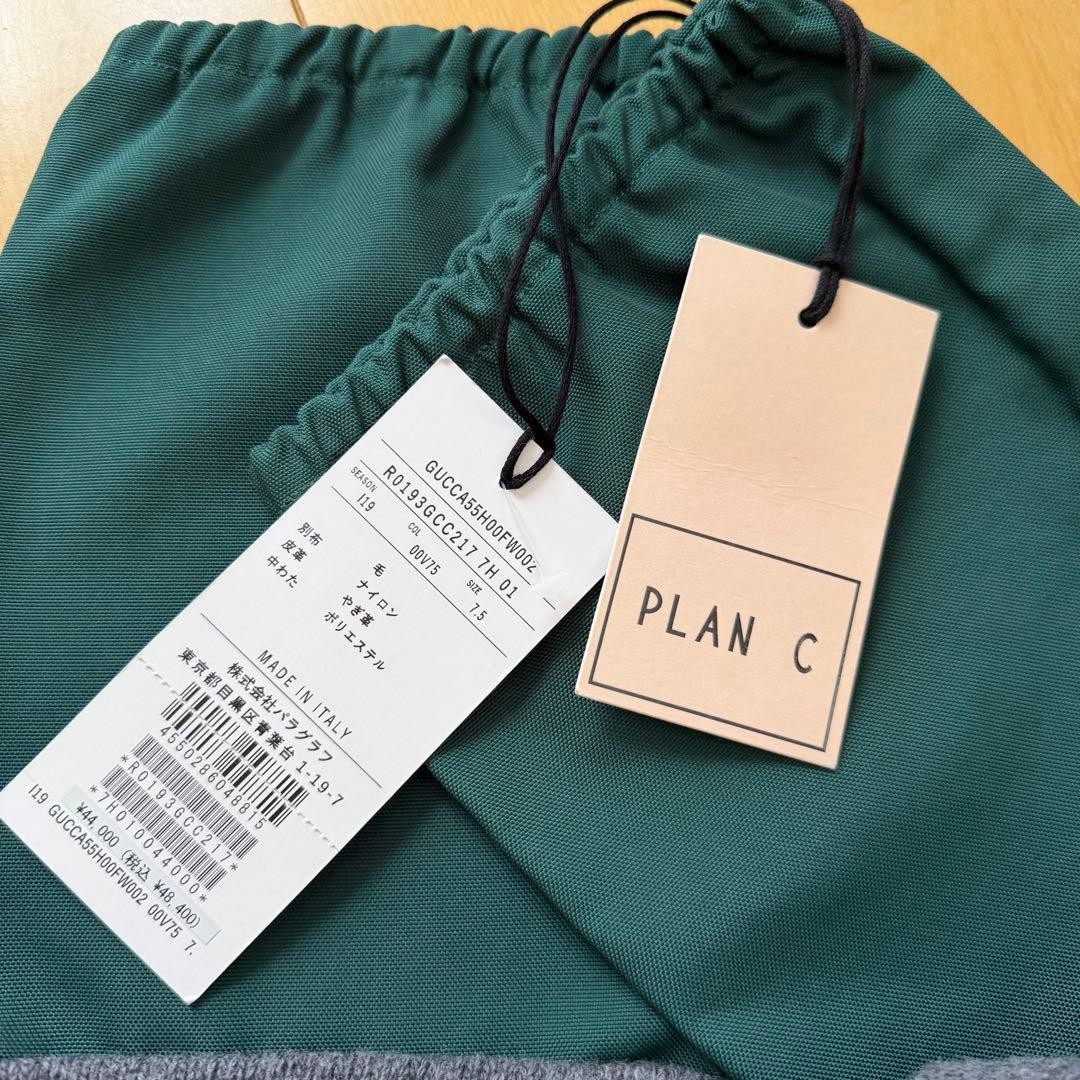 GUCCA55H00FW002
R0193GCC217 7H 01
SEASON COL SIZE
I19 00V75 7.5
別布 毛
皮革 ナイロン
中わた やぎ革
ポリエステル
MADE IN ITALY
株式会社パラグラフ
東京都目黒区青葉台 1-19-7
4550286048815
*R0193GCC217*
*7H010044000*
¥44,000 (税込 ¥48,400)
I19 GUCCA55H00FW002 00V75 7.
PLAN C